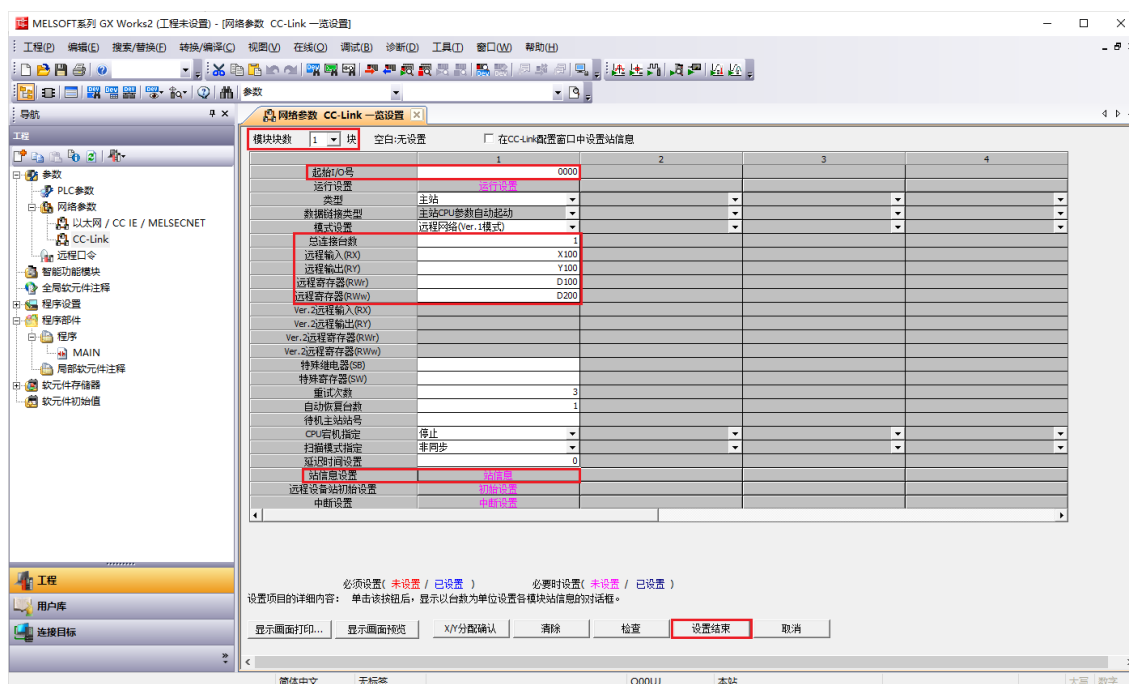 MELSOFT系列 GX Works2 (工程未设置) - [网络参数 CC-Link 一览设置]
工程(P) 编辑(E) 搜索/替换(F) 转换/编译(C) 视图(V) 在线(O) 调试(B) 诊断(D) 工具(T) 窗口(W) 帮助(H)
参数
导航
网络参数 CC-Link 一览设置
工程
模块块数 1 块 空白:无设置 在CC-Link配置窗口中设置站信息
参数
PLC参数
网络参数
以太网 / CC IE / MELSECNET
CC-Link
远程口令
智能功能模块
全局软元件注释
程序设置
程序部件
程序
MAIN
局部软元件注释
软元件存储器
软元件初始值
1 2 3 4
起始I/O号 0000
运行设置 运行设置
类型 主站
数据链接类型 主站CPU参数自动起动
模式设置 远程网络(Ver.1模式)
总连接台数 1
远程输入(RX) X100
远程输出(RY) Y100
远程寄存器(RWr) D100
远程寄存器(RWw) D200
Ver.2远程输入(RX)
Ver.2远程输出(RY)
Ver.2远程寄存器(RWr)
Ver.2远程寄存器(RWw)
特殊继电器(SB)
特殊寄存器(SW)
重试次数 3
自动恢复台数 1
待机主站站号
CPU宕机指定 停止
扫描模式指定 非同步
延迟时间设置 0
站信息设置 站信息
远程设备站初始设置 初始设置
中断设置 中断设置
工程
用户库
连接目标
必须设置( 未设置 / 已设置 ) 必要时设置( 未设置 / 已设置 )
设置项目的详细内容: 单击该按钮后，显示以台数为单位设置各模块站信息的对话框。
显示画面打印... 显示画面预览 X/Y分配确认 清除 检查 设置结束 取消
简体中文 无标签 Q00UJ 本站 大写 数字